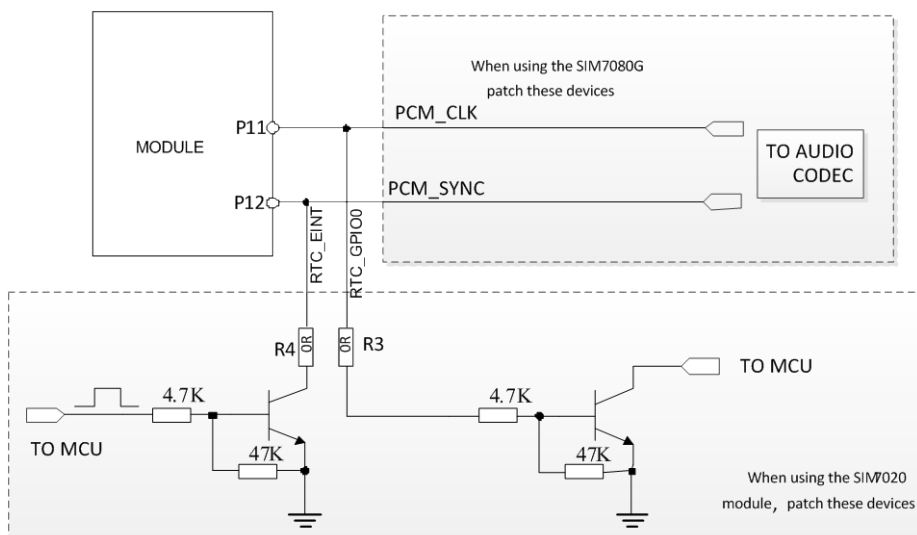 When using the SIM7080G
patch these devices
PCM_CLK
P11
MODULE
TO AUDIO
CODEC
P12
PCM_SYNC
RTC_EINT
RTC_GPIO0
R4
0R
0R
R3
TO MCU
4.7K
4.7K
TO MCU
47K
47K
When using the SIM7020
module, patch these devices